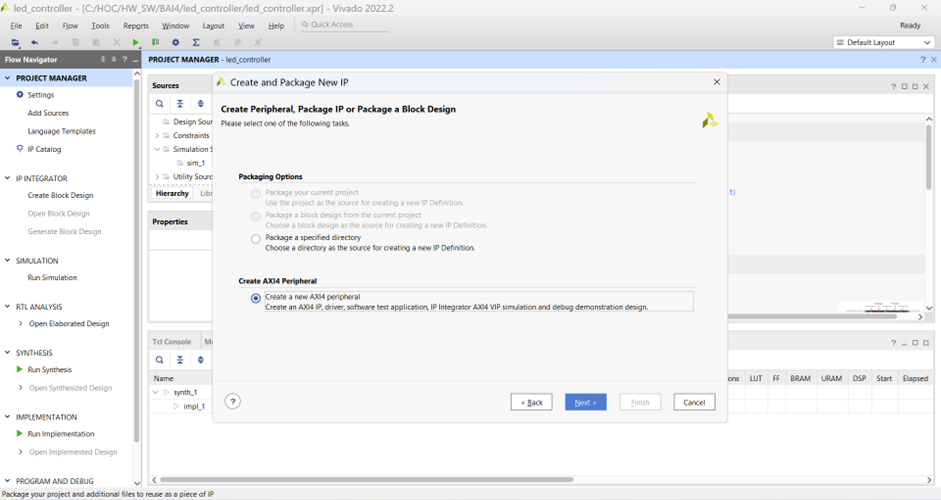 led_controller - [C:/HOC/HW_SW/BAI4/led_controller/led_controller.xpr] - Vivado 2022.2
File Edit Flow Tools Reports Window Layout View Help Quick Access
Ready
Default Layout
Flow Navigator
PROJECT MANAGER - led_controller
PROJECT MANAGER
Settings
Add Sources
Language Templates
IP Catalog
IP INTEGRATOR
Create Block Design
Open Block Design
Generate Block Design
SIMULATION
Run Simulation
RTL ANALYSIS
Open Elaborated Design
SYNTHESIS
Run Synthesis
Open Synthesized Design
IMPLEMENTATION
Run Implementation
Open Implemented Design
PROGRAM AND DEBUG
Sources
Design Sour
Constraints
Simulation S
sim_1
Utility Sourc
Hierarchy Libr
Properties
1)
Create and Package New IP
Create Peripheral, Package IP or Package a Block Design
Please select one of the following tasks.
Packaging Options
Package your current project
Use the project as the source for creating a new IP Definition.
Package a block design from the current project
Choose a block design as the source for creating a new IP Definition.
Package a specified directory
Choose a directory as the source for creating a new IP Definition.
Create AXI4 Peripheral
Create a new AXI4 peripheral
Create an AXI4 IP, driver, software test application, IP Integrator AXI4 VIP simulation and debug demonstration design.
? < Back Next > Finish Cancel
Tcl Console M
Name ons LUT FF BRAM URAM DSP Start Elapsed
synth_1
impl_1
Package your project and additional files to reuse as a piece of IP